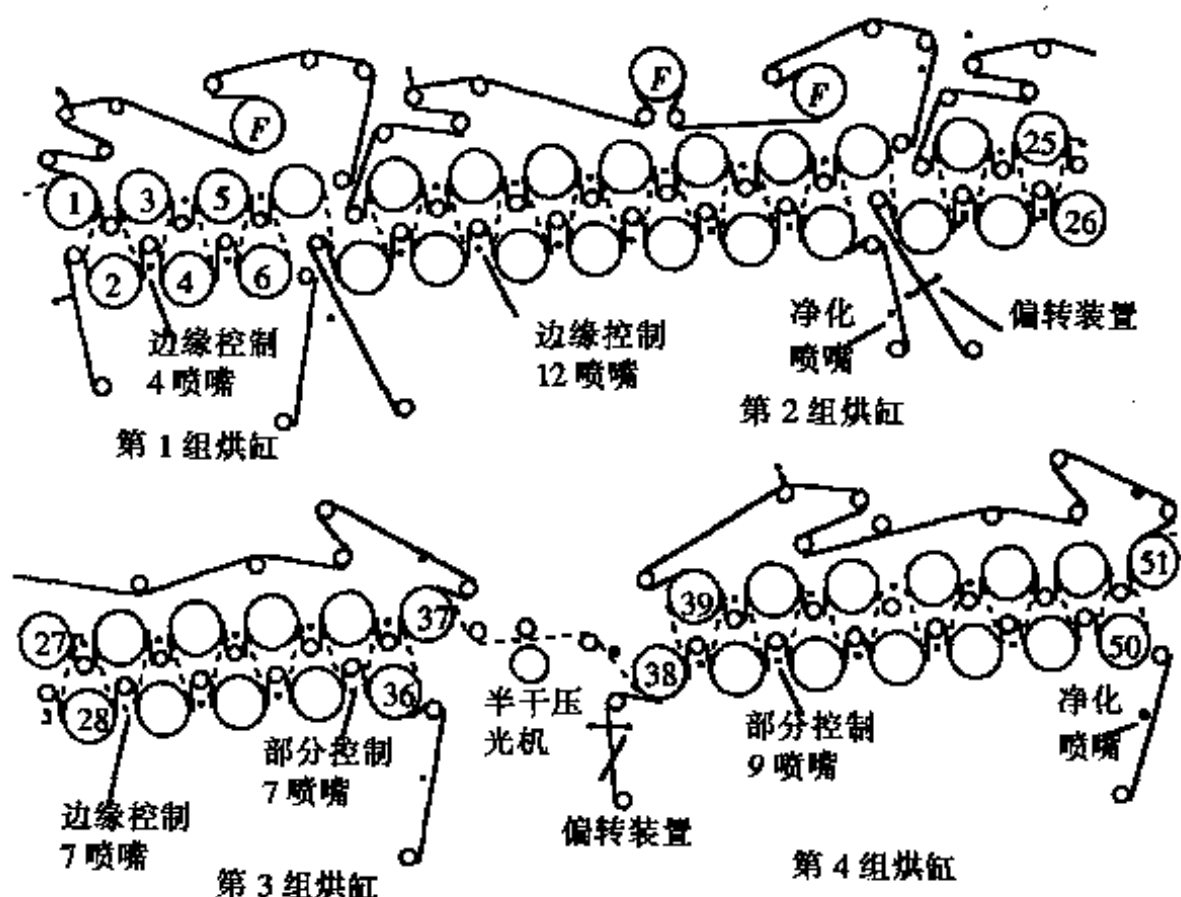 F
F
F
1
3
5
25
2
4
6
26
边缘控制
4 喷嘴
边缘控制
12 喷嘴
净化
喷嘴
偏转装置
第 1 组烘缸
第 2 组烘缸
27
37
39
51
28
36
38
50
半干压
光机
部分控制
7 喷嘴
部分控制
9 喷嘴
净化
喷嘴
边缘控制
7 喷嘴
偏转装置
第 3 组烘缸
第 4 组烘缸